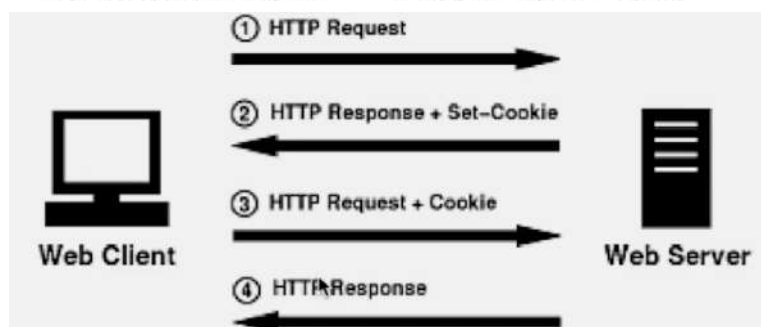 ① HTTP Request
② HTTP Response + Set-Cookie
③ HTTP Request + Cookie
Web Client
Web Server
④ HTTP Response